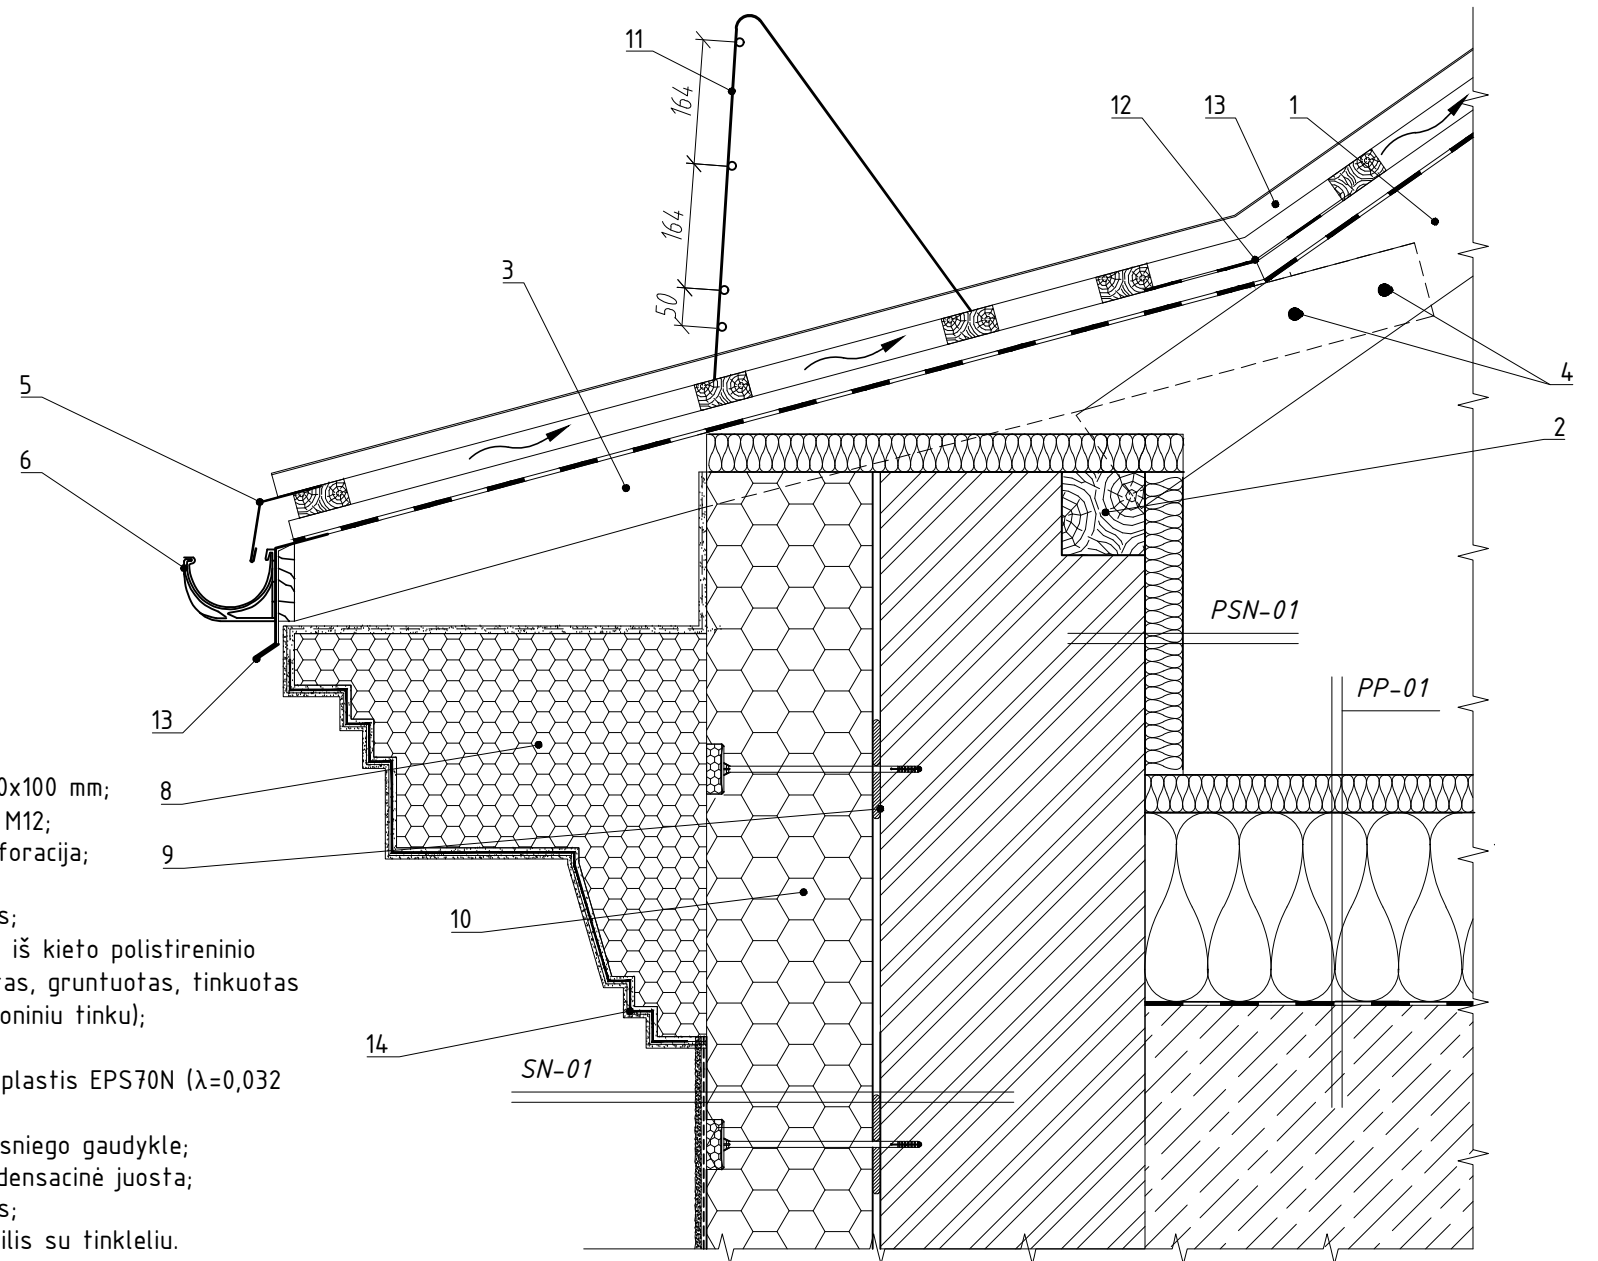 11
164
12
13
1
164
3
50
5
4
2
6
PSN-01
PP-01
13
0x100 mm;
8
M12;
foracija;
9
s;
10
iš kieto polistireninio
tas, gruntuotas, tinkuotas
oniniu tinku);
14
SN-01
plastis EPS70N (λ=0,032
sniego gaudykle;
densacinė juosta;
s;
ilis su tinkleliu.